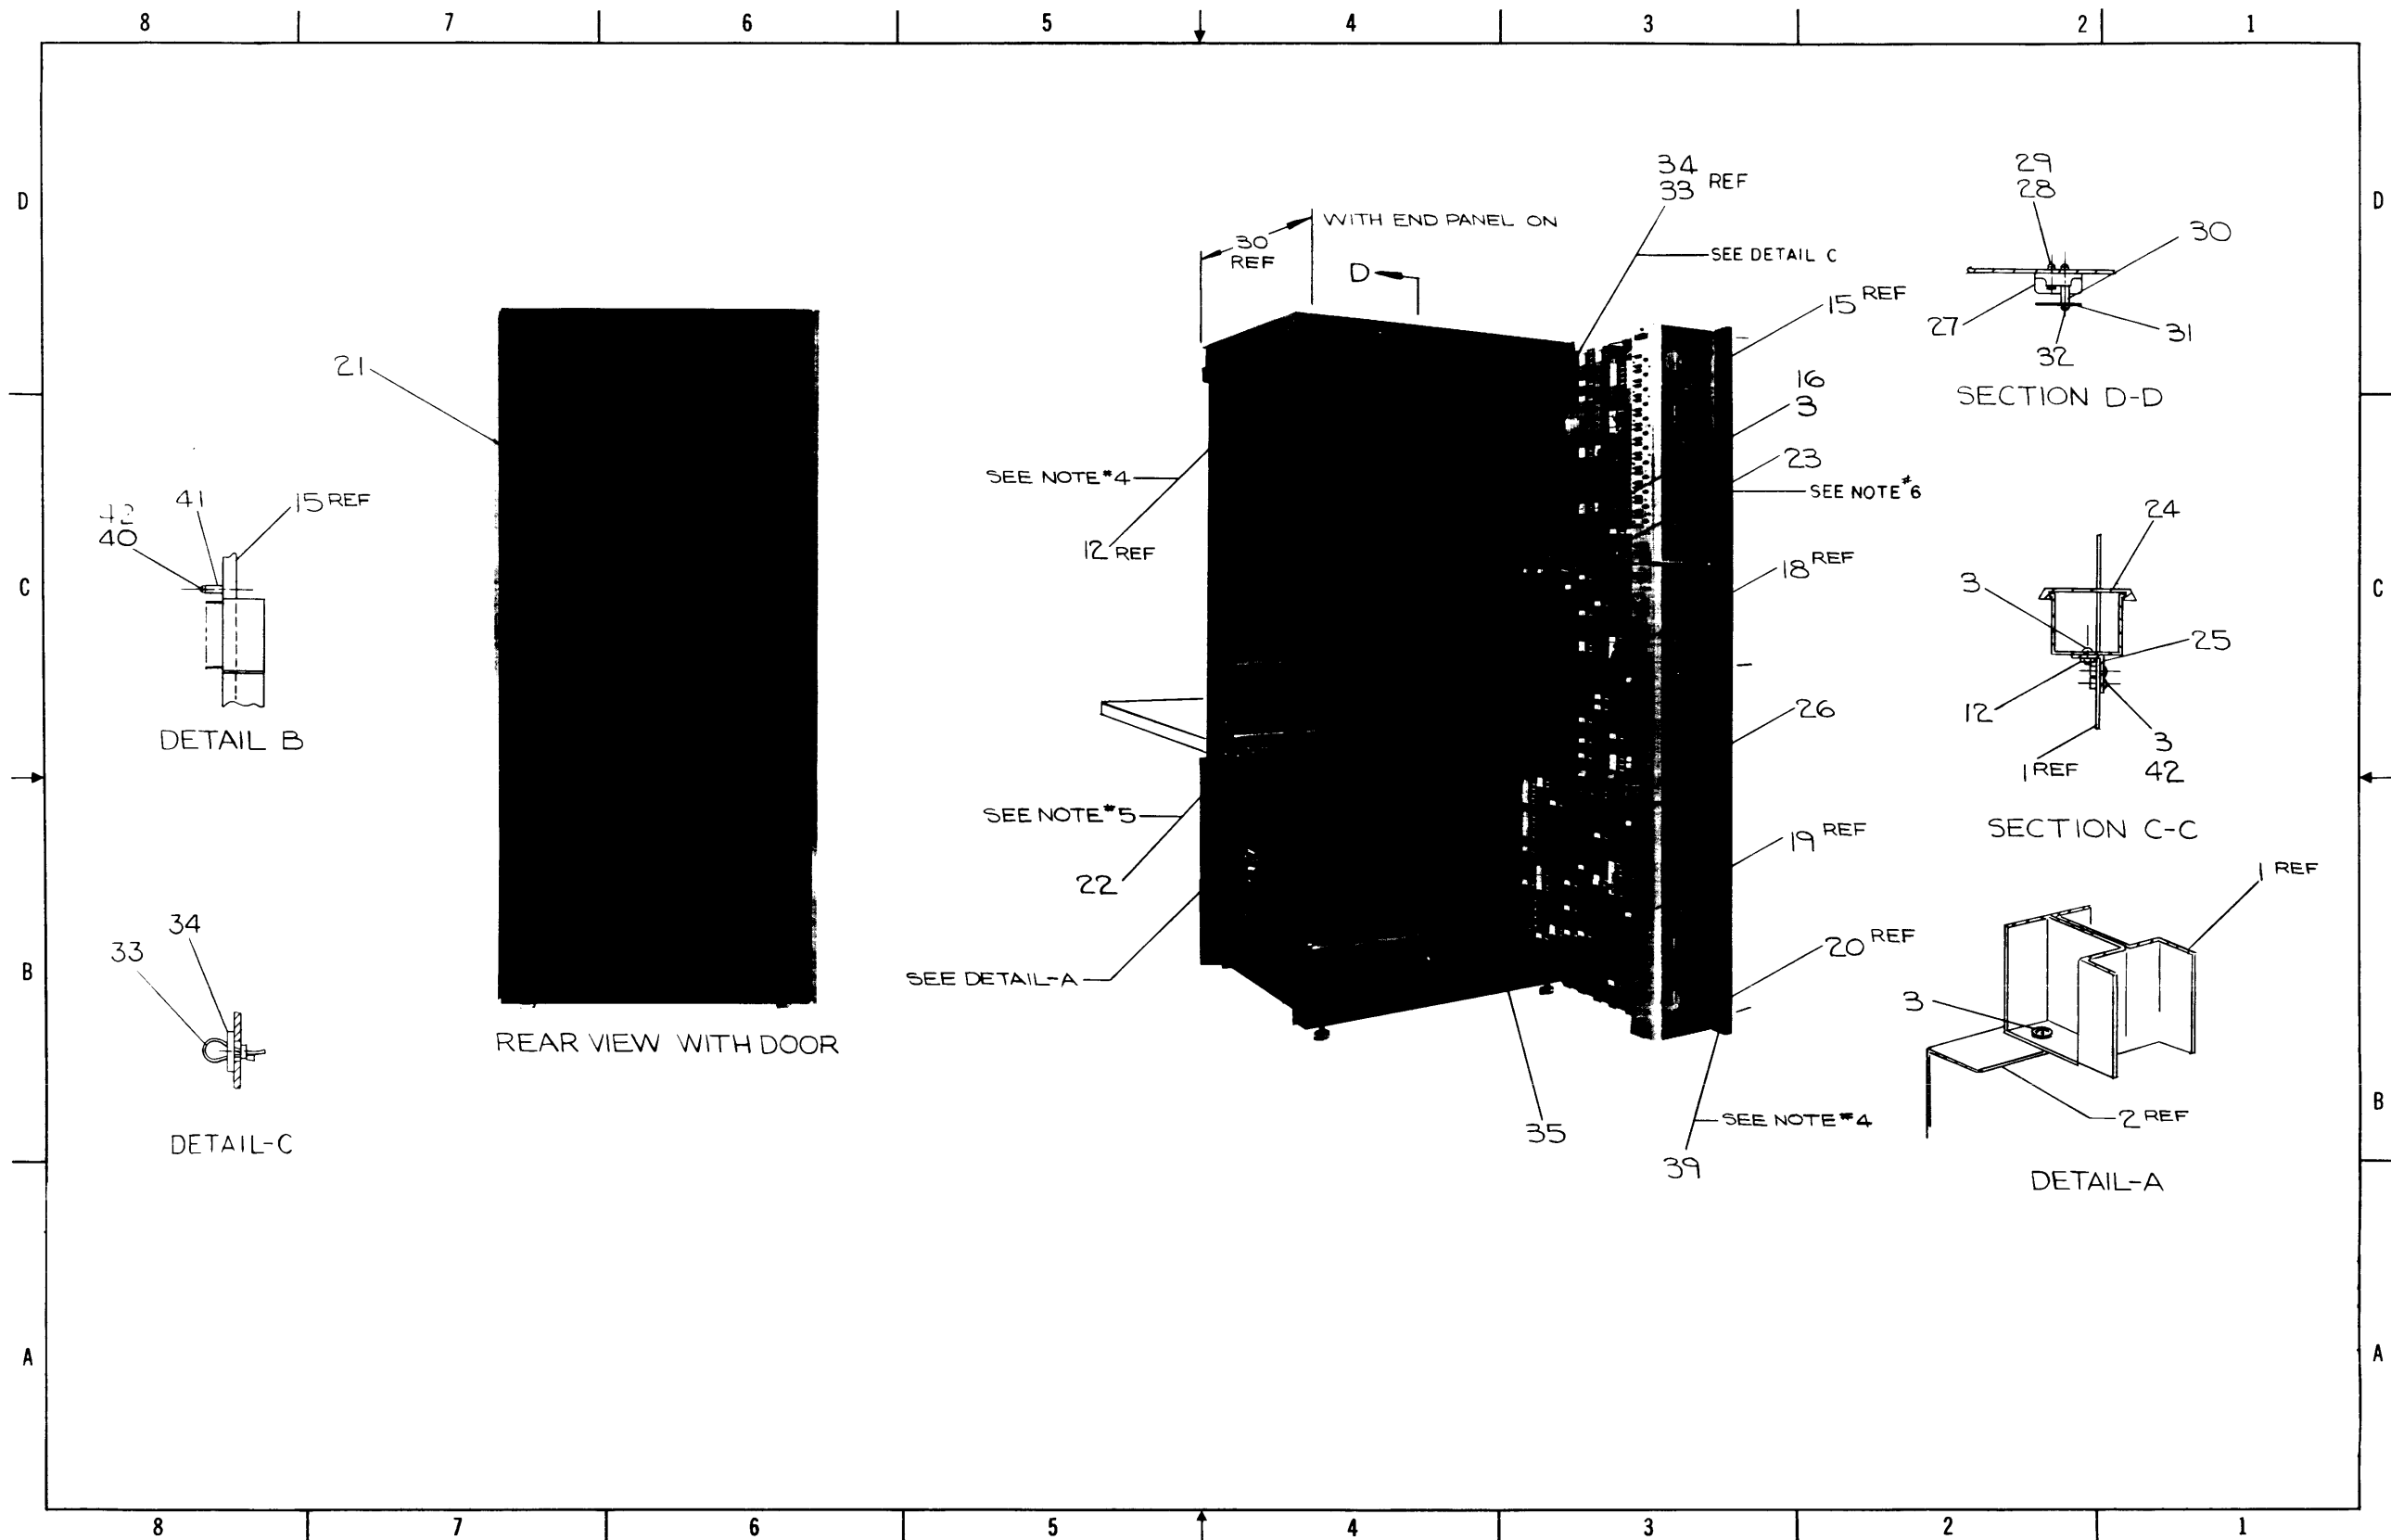 8 7 6 5 4 3 2 1
D
D
C
C
B
B
A
A
21
REAR VIEW WITH DOOR
42
40
41
15 REF
DETAIL B
33
34
DETAIL-C
30
REF
WITH END PANEL ON
D
34
33 REF
SEE DETAIL C
15 REF
16
3
23
SEE NOTE #6
18 REF
26
19 REF
20 REF
SEE NOTE #4
12 REF
SEE NOTE #5
22
SEE DETAIL-A
35
SEE NOTE #4
39
29
28
30
27
31
32
SECTION D-D
24
3
25
12
3
42
1 REF
SECTION C-C
1 REF
3
2 REF
DETAIL-A
8 7 6 5 4 3 2 1